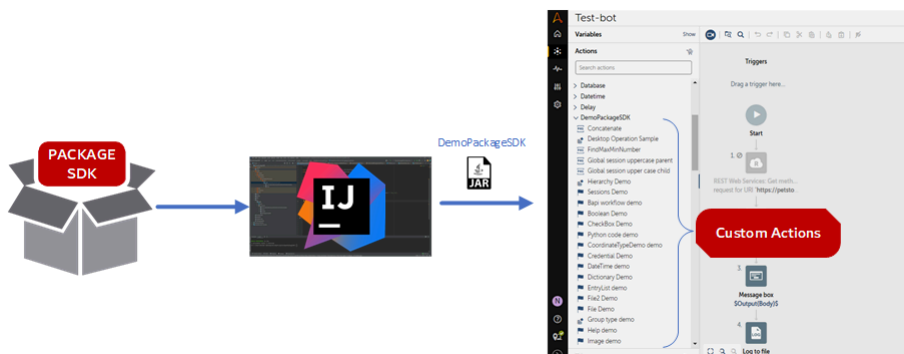 PACKAGE
SDK
IJ
DemoPackageSDK
JAR
Test-bot
Variables
Show
Actions
Search actions
Database
Datetime
Delay
DemoPackageSDK
Concatenate
Desktop Operation Sample
FindMaxMinNumber
Global session uppercase parent
Global session upper case child
Hierarchy Demo
Sessions Demo
Bapi workflow demo
Boolean Demo
CheckBox Demo
Python code demo
CoordinateTypeDemo demo
Credential Demo
DateTime demo
Dictionary Demo
EntryList demo
File2 Demo
File Demo
Group type demo
Help demo
Image demo
N
Triggers
Drag a trigger here...
Start
1.
REST Web Services: Get meth...
request for URI "https://petsto
Custom Actions
3.
Message box
$Output{Body}$
4.
Log to file